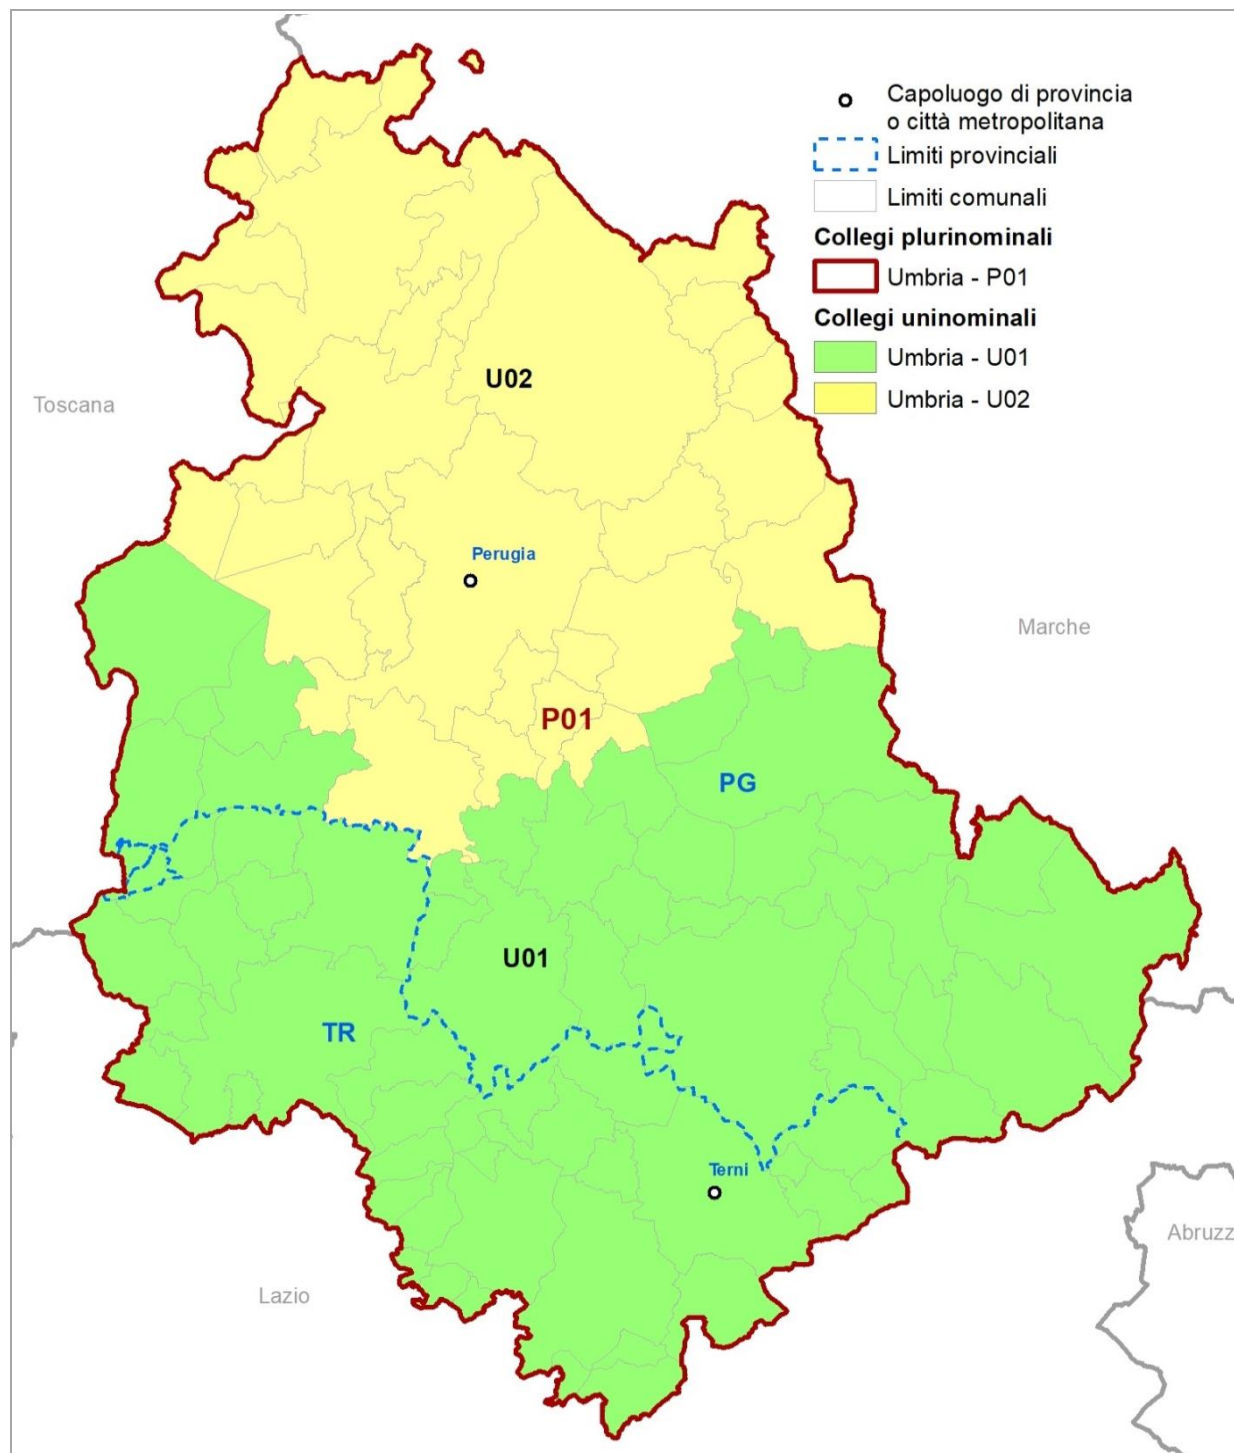 Capoluogo di provincia
o città metropolitana
Limiti provinciali
Limiti comunali
Collegi plurinominali
Umbria - P01
Collegi uninominali
Umbria - U01
Umbria - U02
U02
Toscana
Perugia
Marche
P01
PG
U01
TR
Terni
Abruzz
Lazio